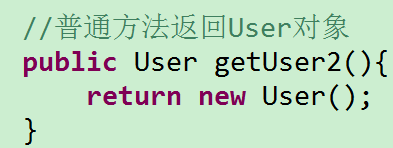 //普通方法返回User对象
public User getUser2(){
    return new User();
}